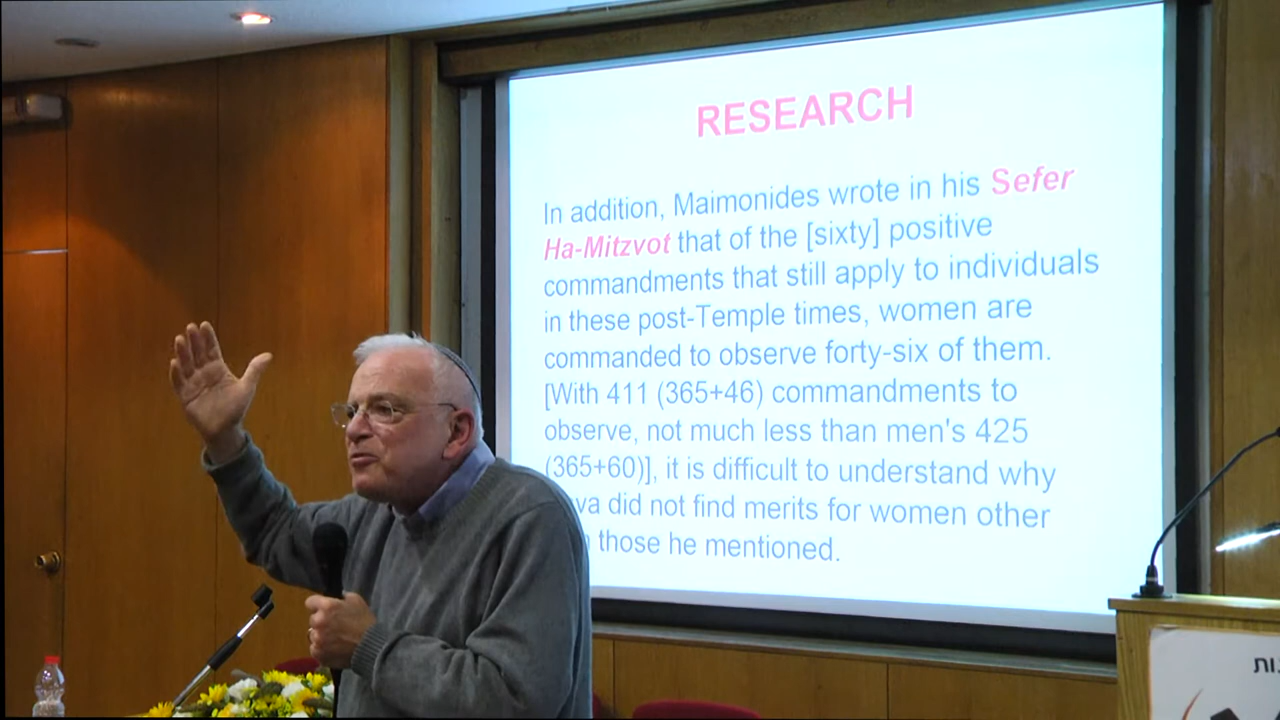 RESEARCH
In addition, Maimonides wrote in his Sefer
Ha-Mitzvot that of the [sixty] positive
commandments that still apply to individuals
in these post-Temple times, women are
commanded to observe forty-six of them.
[With 411 (365+46) commandments to
observe, not much less than men's 425
(365+60)], it is difficult to understand why
did not find merits for women other
those he mentioned.